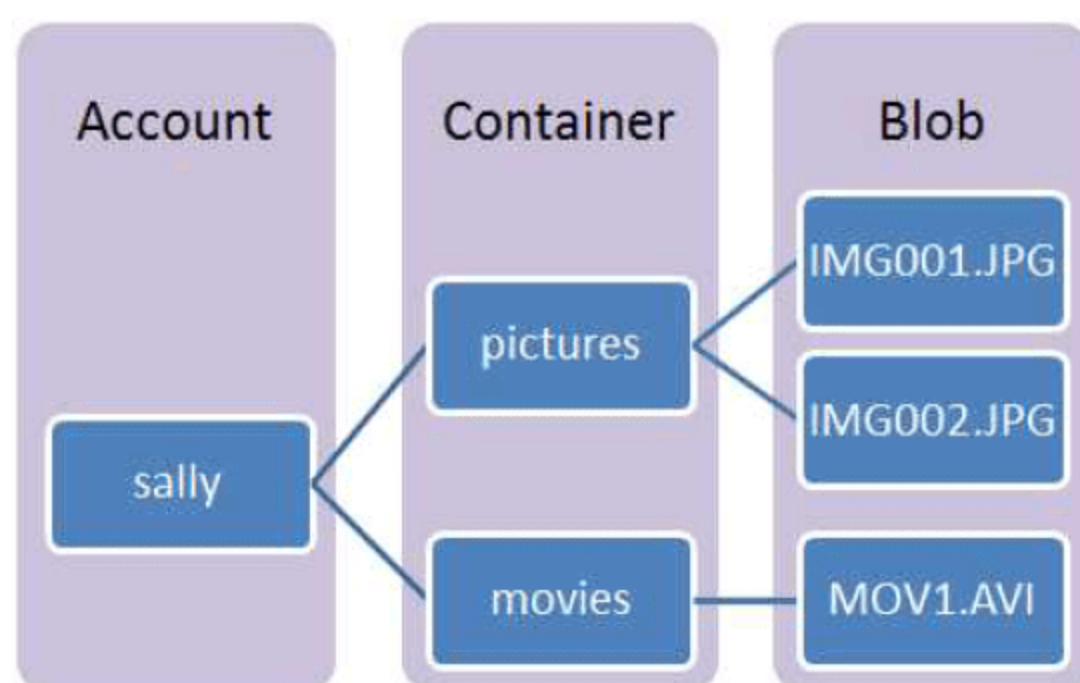 Account
Container
Blob
sally
pictures
movies
IMG001.JPG
IMG002.JPG
MOV1.AVI